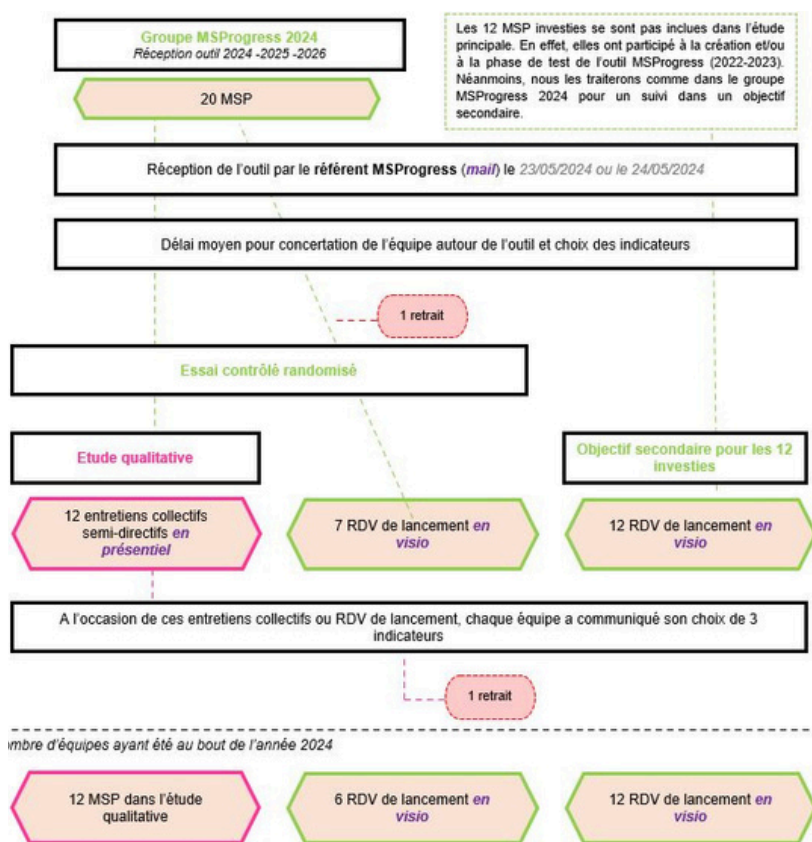 Groupe MSProgress 2024
Réception outil 2024 -2025 -2026
20 MSP
Les 12 MSP investies se sont pas inclues dans l'étude
principale. En effet, elles ont participé à la création et/ou
à la phase de test de l'outil MSProgress (2022-2023).
Néanmoins, nous les traiterons comme dans le groupe
MSProgress 2024 pour un suivi dans un objectif
secondaire.
Réception de l'outil par le référent MSProgress (mail) le 23/05/2024 ou le 24/05/2024
Délai moyen pour concertation de l'équipe autour de l'outil et choix des indicateurs
1 retrait
Essai contrôlé randomisé
Etude qualitative
Objectif secondaire pour les 12
investies
12 entretiens collectifs
semi-directifs en
présentiel
7 RDV de lancement en
visio
12 RDV de lancement en
visio
A l'occasion de ces entretiens collectifs ou RDV de lancement, chaque équipe a communiqué son choix de 3
indicateurs
1 retrait
ombre d'équipes ayant été au bout de l'année 2024
12 MSP dans l'étude
qualitative
6 RDV de lancement en
visio
12 RDV de lancement en
visio